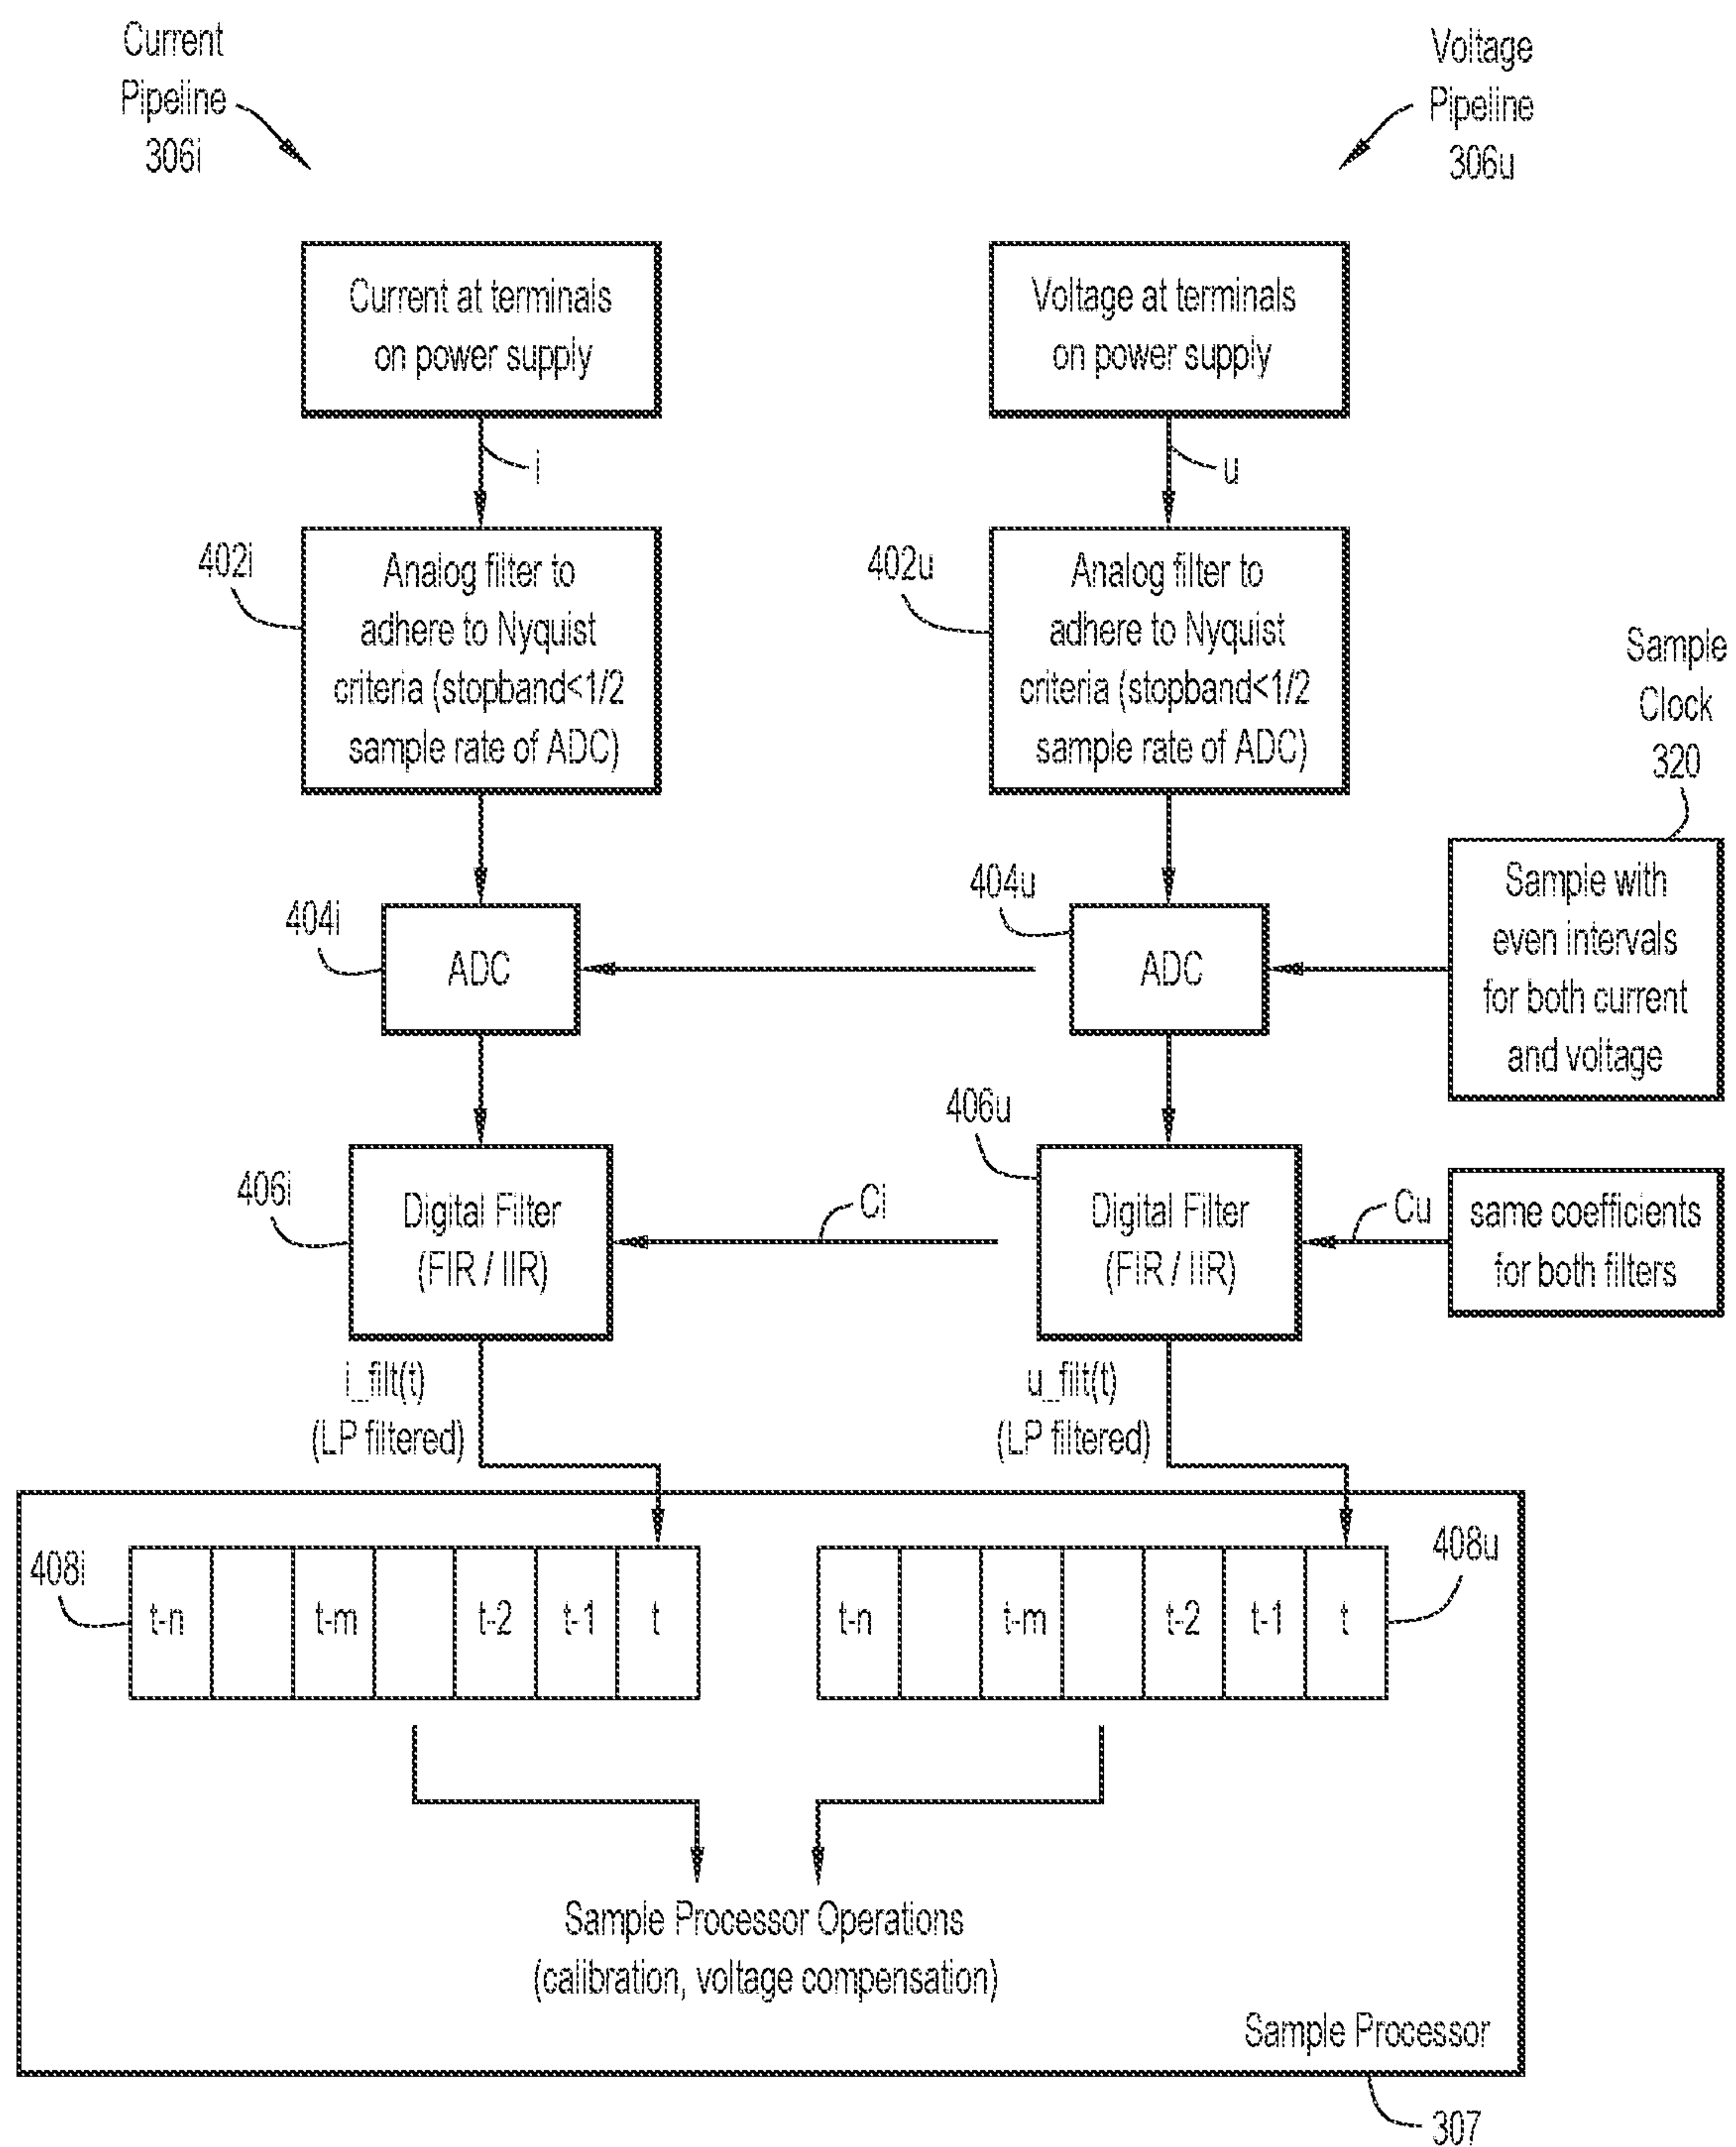 Current
Pipeline
306i
Voltage
Pipeline
306u
Current at terminals
on power supply
Voltage at terminals
on power supply
i
u
402i
Analog filter to
adhere to Nyquist
criteria (stopband<1/2
sample rate of ADC)
402u
Analog filter to
adhere to Nyquist
criteria (stopband<1/2
sample rate of ADC)
Sample
Clock
320
404i
ADC
404u
ADC
Sample with
even intervals
for both current
and voltage
406i
Digital Filter
(FIR / IIR)
Ci
406u
Digital Filter
(FIR / IIR)
Cu
same coefficients
for both filters
i_filt(t)
(LP filtered)
u_filt(t)
(LP filtered)
408i
t-n t-m t-2 t-1 t
t-n t-m t-2 t-1 t
408u
Sample Processor Operations
(calibration, voltage compensation)
Sample Processor
307